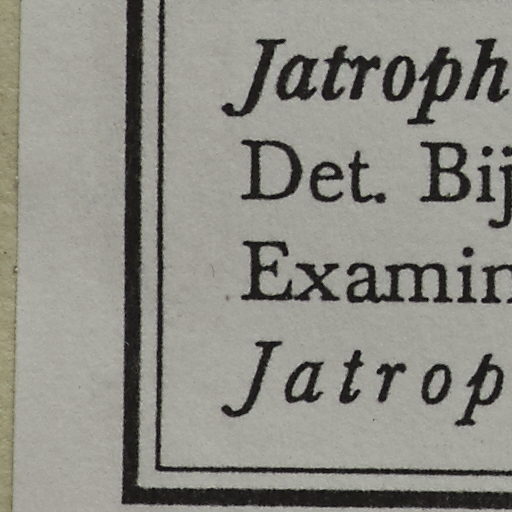 Jatroph
Det. Bij
Examin
Jatrop